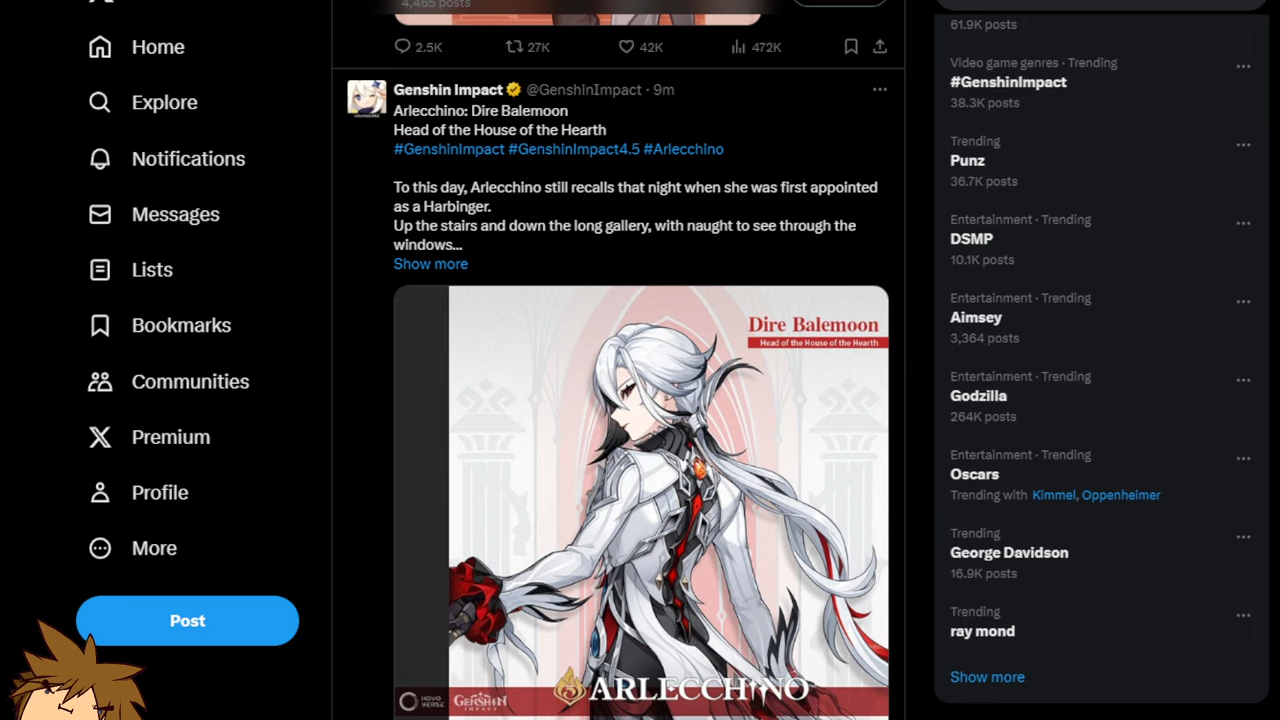 Home
Explore
Notifications
Messages
Lists
Bookmarks
Communities
Premium
Profile
More
Post
4,465 posts
2.5K 27K 42K 472K
Genshin Impact @GenshinImpact · 9m
Arlecchino: Dire Balemoon
Head of the House of the Hearth
#GenshinImpact #GenshinImpact4.5 #Arlecchino
To this day, Arlecchino still recalls that night when she was first appointed
as a Harbinger.
Up the stairs and down the long gallery, with naught to see through the
windows...
Show more
Dire Balemoon
Head of the House of the Hearth
HOYO
VERSE
GENSHIN
IMPACT
ARLECCHINO
61.9K posts
Video game genres · Trending
#GenshinImpact
38.3K posts
Trending
Punz
36.7K posts
Entertainment · Trending
DSMP
10.1K posts
Entertainment · Trending
Aimsey
3,364 posts
Entertainment · Trending
Godzilla
264K posts
Entertainment · Trending
Oscars
Trending with Kimmel, Oppenheimer
Trending
George Davidson
16.9K posts
Trending
ray mond
Show more